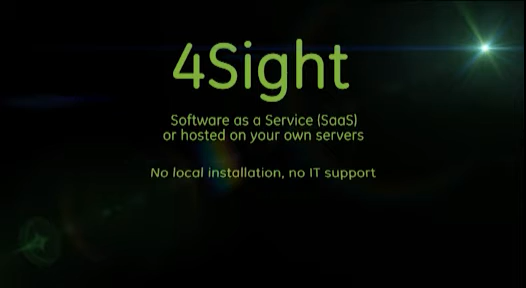 4Sight
Software as a Service (SaaS)
or hosted on your own servers
No local installation, no IT support